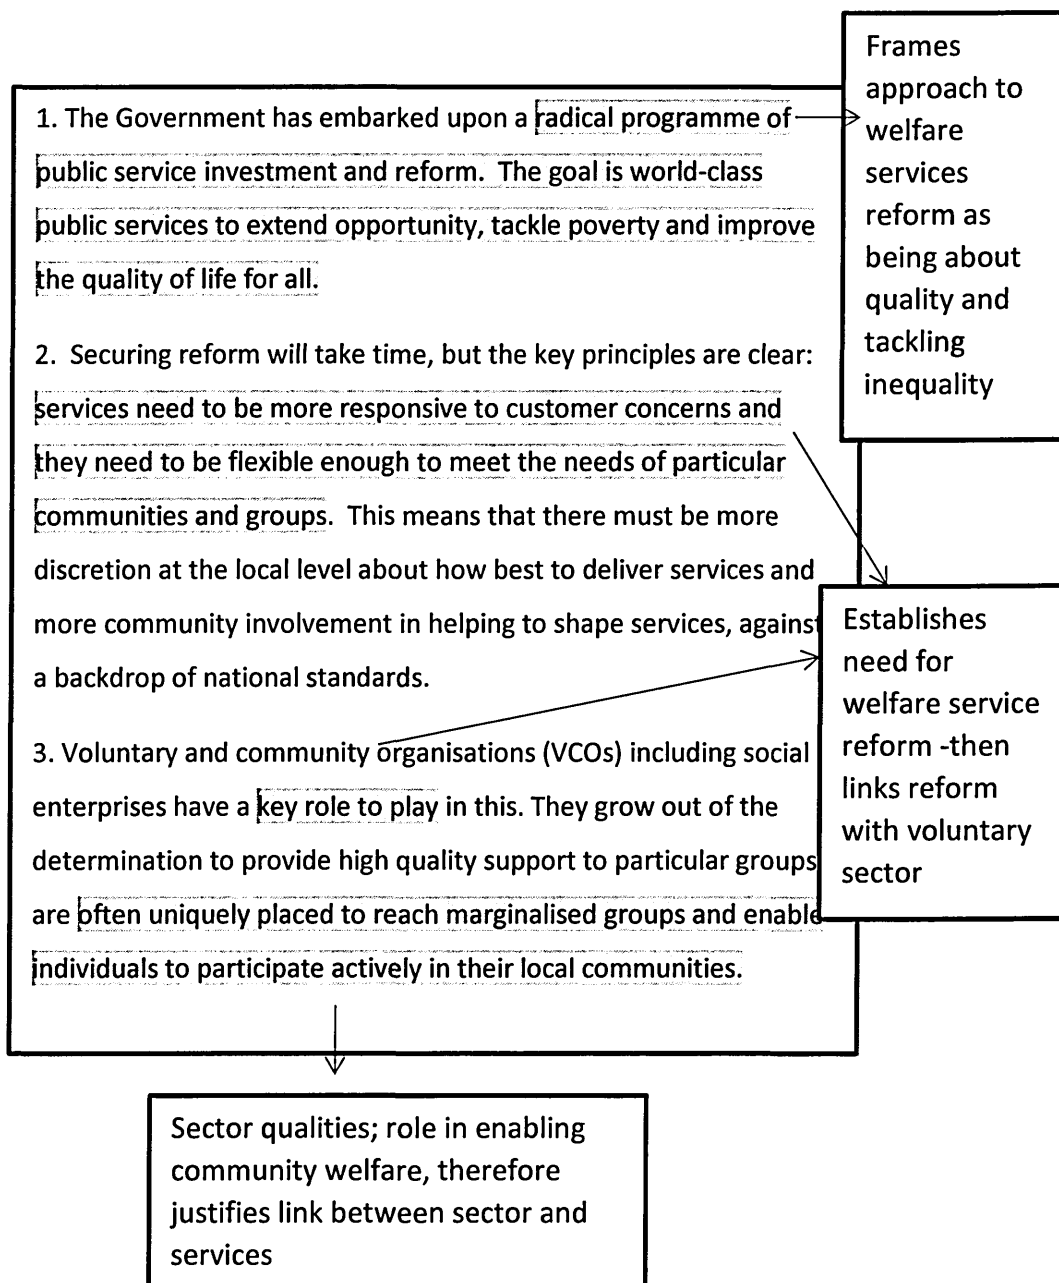 Frames
approach to
welfare
services
reform as
being about
quality and
tackling
inequality
1. The Government has embarked upon a radical programme of
public service investment and reform. The goal is world-class
public services to extend opportunity, tackle poverty and improve
the quality of life for all.
2. Securing reform will take time, but the key principles are clear:
services need to be more responsive to customer concerns and
they need to be flexible enough to meet the needs of particular
communities and groups. This means that there must be more
discretion at the local level about how best to deliver services and
more community involvement in helping to shape services, against
a backdrop of national standards.
3. Voluntary and community organisations (VCOs) including social
enterprises have a key role to play in this. They grow out of the
determination to provide high quality support to particular groups
are often uniquely placed to reach marginalised groups and enable
individuals to participate actively in their local communities.
Establishes
need for
welfare service
reform -then
links reform
with voluntary
sector
Sector qualities; role in enabling
community welfare, therefore
justifies link between sector and
services